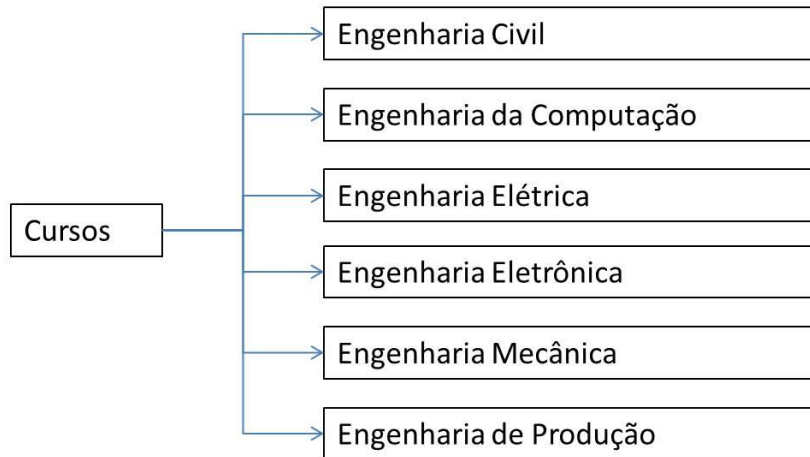 Engenharia Civil
Engenharia da Computação
Engenharia Elétrica
Cursos
Engenharia Eletrônica
Engenharia Mecânica
Engenharia de Produção